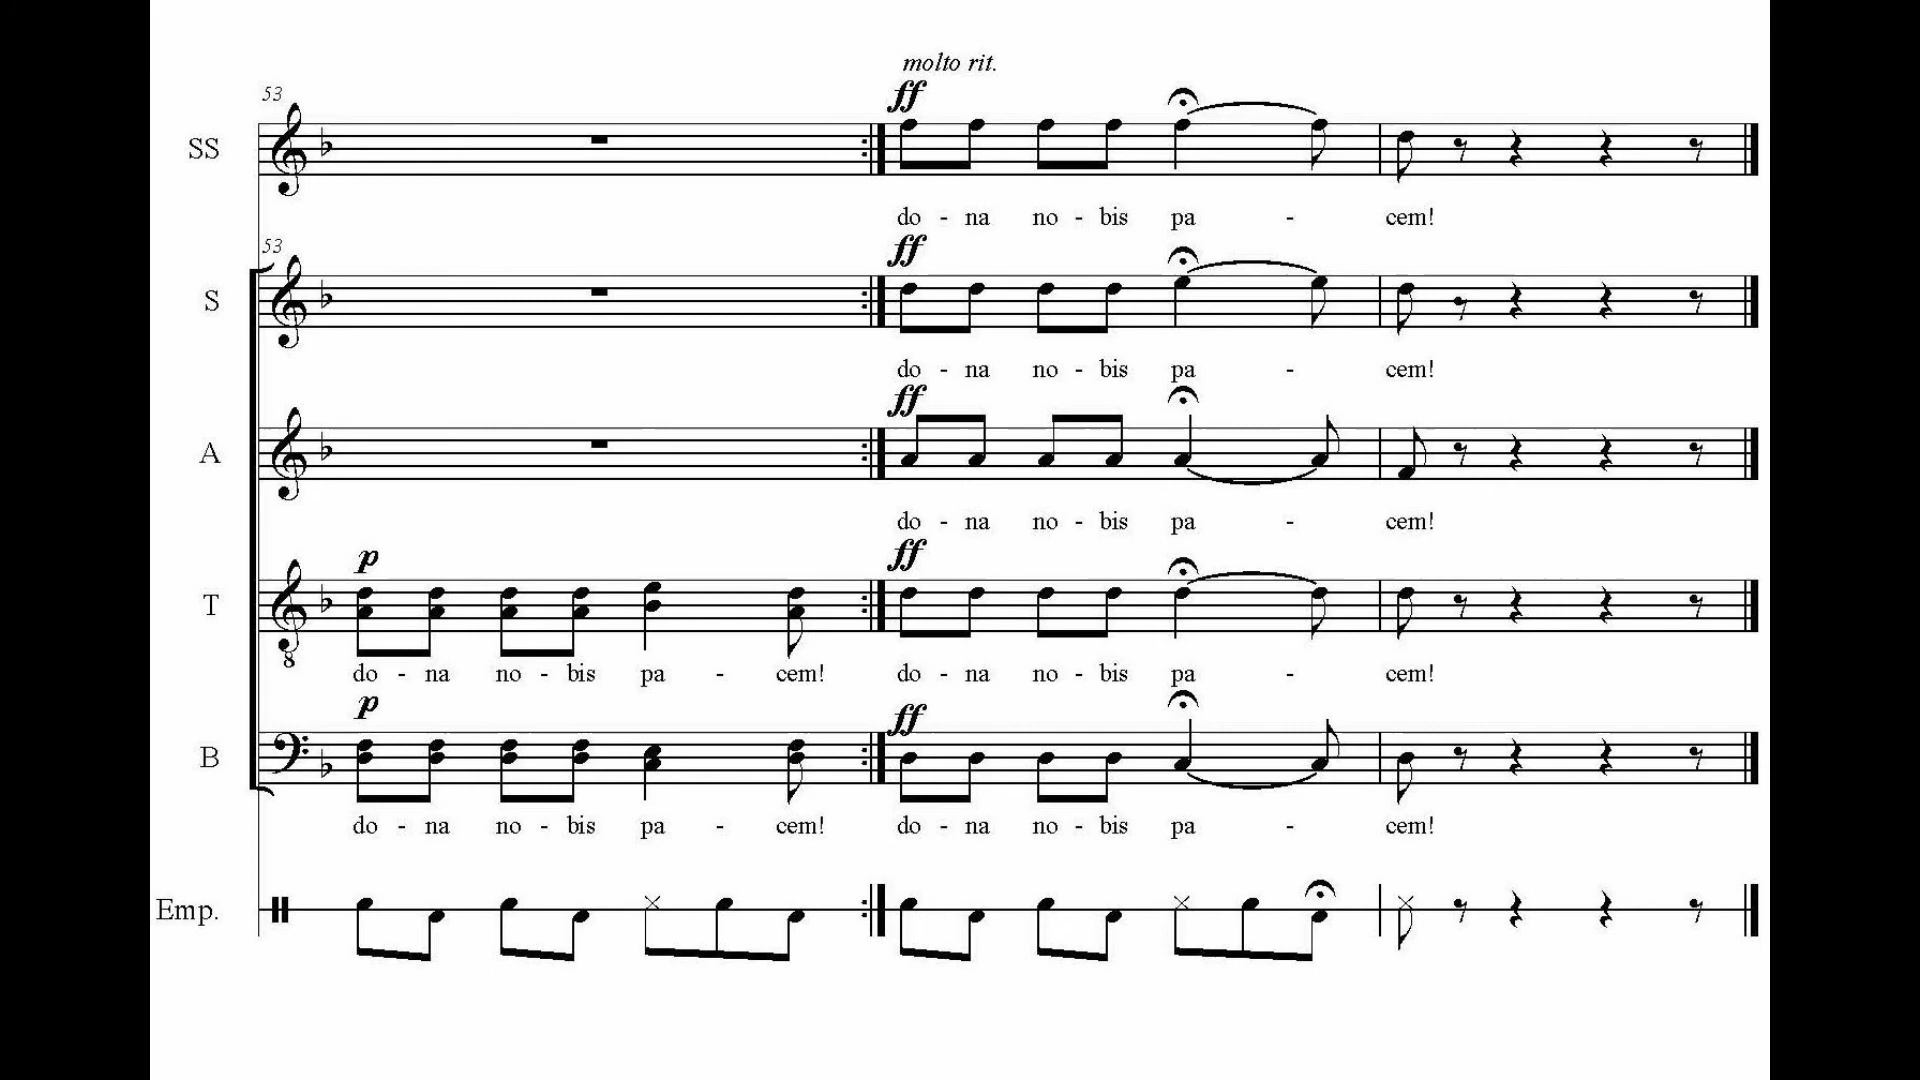 molto rit.
53
ff
SS
do - na no - bis pa - cem!
53
ff
S
do - na no - bis pa - cem!
ff
A
do - na no - bis pa - cem!
p ff
T
8
do - na no - bis pa - cem! do - na no - bis pa - cem!
p ff
B
do - na no - bis pa - cem! do - na no - bis pa - cem!
Emp.